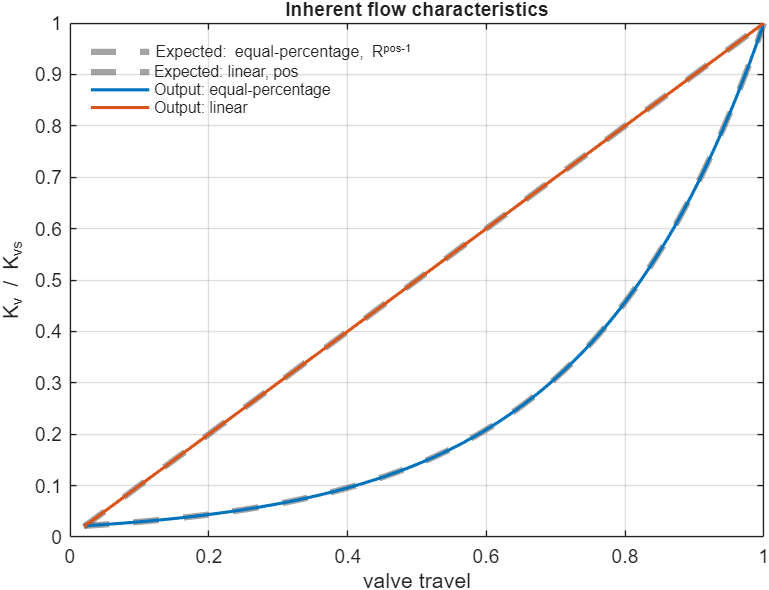 Inherent flow characteristics
Expected:  equal-percentage,  R^pos-1
Expected: linear, pos
Output: equal-percentage
Output: linear
1
0.9
0.8
0.7
0.6
0.5
0.4
0.3
0.2
0.1
0
K_v  /  K_vs
0 0.2 0.4 0.6 0.8 1
valve travel